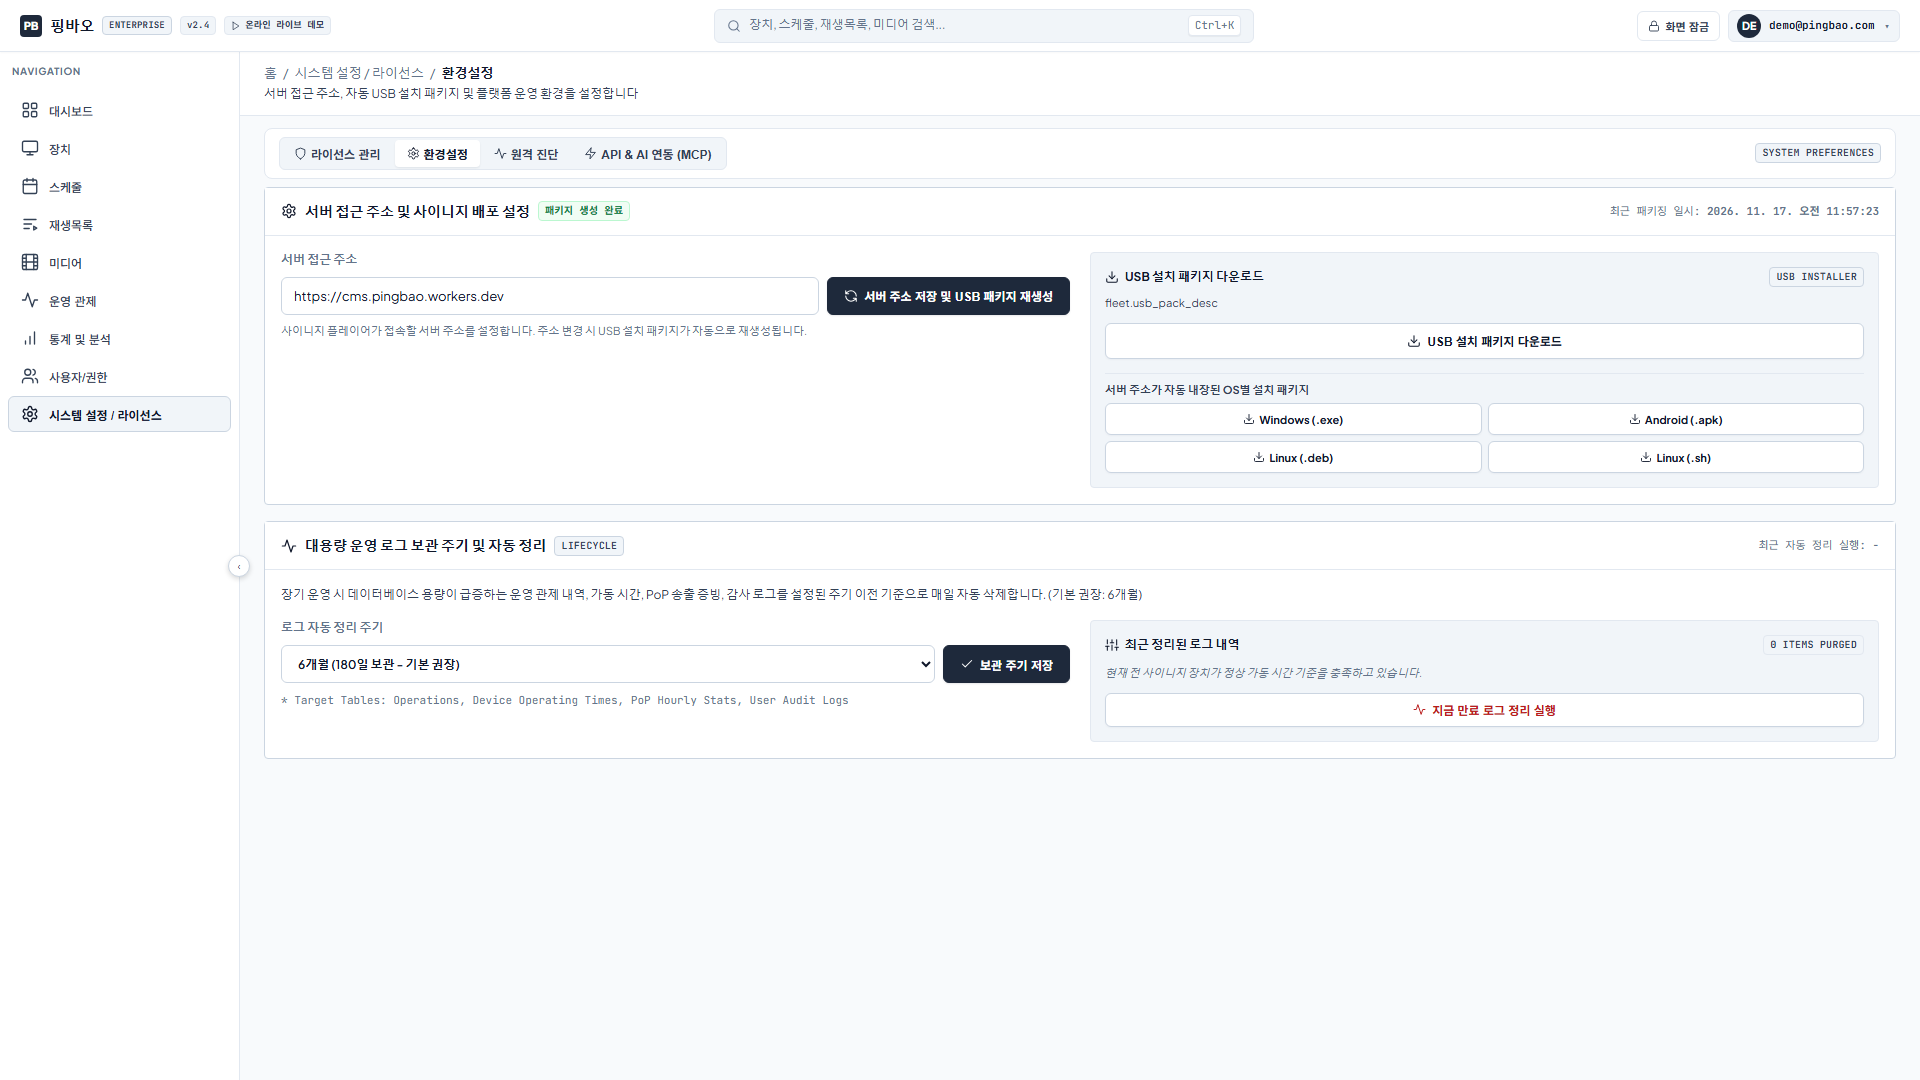 PB 핑바오 ENTERPRISE v2.4 온라인 라이브 데모
장치, 스케줄, 재생목록, 미디어 검색... Ctrl+K
화면 잠금
DE demo@pingbao.com
NAVIGATION
대시보드
장치
스케줄
재생목록
미디어
운영 관제
통계 및 분석
사용자/권한
시스템 설정 / 라이선스
홈 / 시스템 설정 / 라이선스 / 환경설정
서버 접근 주소, 자동 USB 설치 패키지 및 플랫폼 운영 환경을 설정합니다
라이선스 관리 환경설정 원격 진단 API & AI 연동 (MCP)
SYSTEM PREFERENCES
서버 접근 주소 및 사이니지 배포 설정 패키지 생성 완료
최근 패키징 일시: 2026. 11. 17. 오전 11:57:23
서버 접근 주소
https://cms.pingbao.workers.dev
서버 주소 저장 및 USB 패키지 재생성
사이니지 플레이어가 접속할 서버 주소를 설정합니다. 주소 변경 시 USB 설치 패키지가 자동으로 재생성됩니다.
USB 설치 패키지 다운로드
USB INSTALLER
fleet.usb_pack_desc
USB 설치 패키지 다운로드
서버 주소가 자동 내장된 OS별 설치 패키지
Windows (.exe)
Android (.apk)
Linux (.deb)
Linux (.sh)
대용량 운영 로그 보관 주기 및 자동 정리 LIFECYCLE
최근 자동 정리 실행: -
장기 운영 시 데이터베이스 용량이 급증하는 운영 관제 내역, 가동 시간, PoP 송출 증빙, 감사 로그를 설정된 주기 이전 기준으로 매일 자동 삭제합니다. (기본 권장: 6개월)
로그 자동 정리 주기
6개월 (180일 보관 - 기본 권장)
보관 주기 저장
* Target Tables: Operations, Device Operating Times, PoP Hourly Stats, User Audit Logs
최근 정리된 로그 내역
0 ITEMS PURGED
현재 전 사이니지 장치가 정상 가동 시간 기준을 충족하고 있습니다.
지금 만료 로그 정리 실행